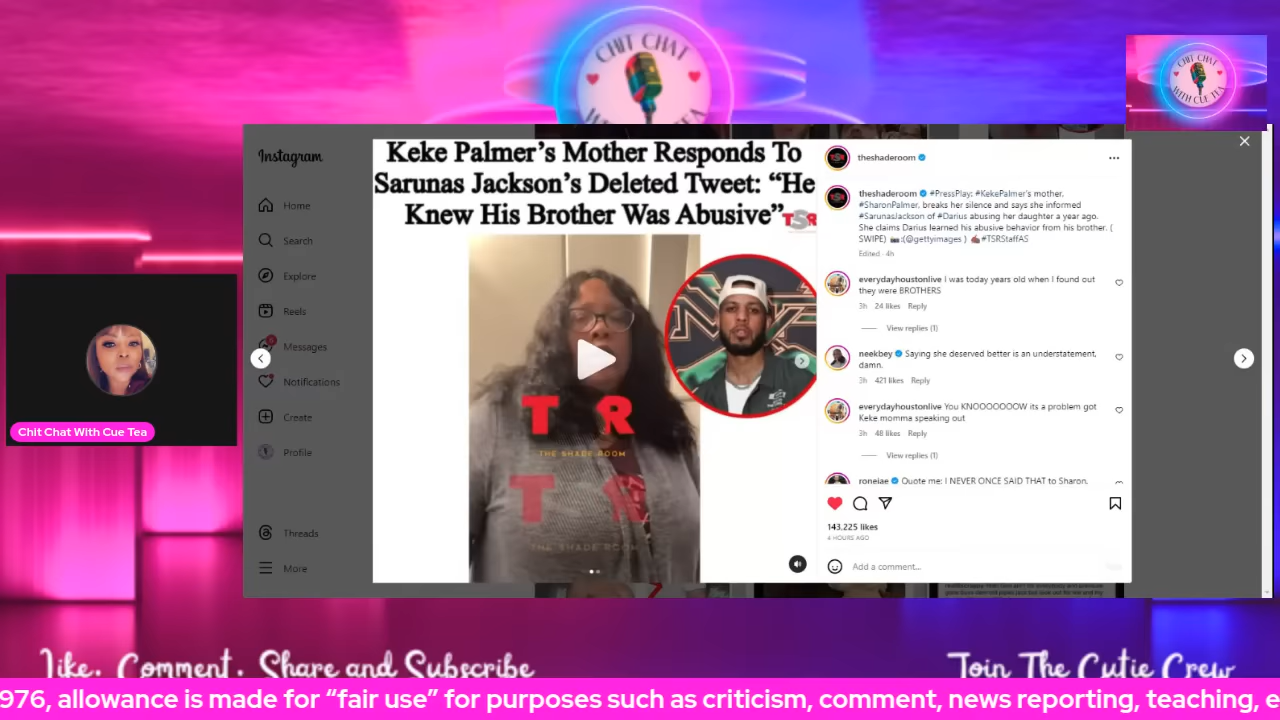 CHIT CHAT
CHIT CHAT
WITH CUE TEA
Instagram
Home
Search
Explore
Reels
Messages
Notifications
Create
Profile
Threads
More
Keke Palmer’s Mother Responds To
Sarunas Jackson’s Deleted Tweet: “He
Knew His Brother Was Abusive”
TSR
T R
THE SHADE ROOM
T R
THE SHADE ROOM
theshaderoom
theshaderoom #PressPlay: #KekePalmer's mother,
#SharonPalmer, breaks her silence and says she informed
#SarunasJackson of #Darius abusing her daughter a year ago.
She claims Darius learned his abusive behavior from his brother. (
SWIPE) 📷:(@gettyimages ) ✍🏾#TSRStaffAS
Edited · 4h
everydayhoustonlive I was today years old when I found out
they were BROTHERS
3h 24 likes Reply
View replies (1)
neekbey Saying she deserved better is an understatement,
damn.
3h 421 likes Reply
everydayhoustonlive You KNOOOOOOOW its a problem got
Keke momma speaking out
3h 48 likes Reply
View replies (1)
roneiae Quote me: I NEVER ONCE SAID THAT to Sharon.
143,225 likes
4 HOURS AGO
Add a comment...
Chit Chat With Cue Tea
Like. Comment. Share and Subscribe
Join The Cutie Crew
976, allowance is made for “fair use” for purposes such as criticism, comment, news reporting, teaching, e